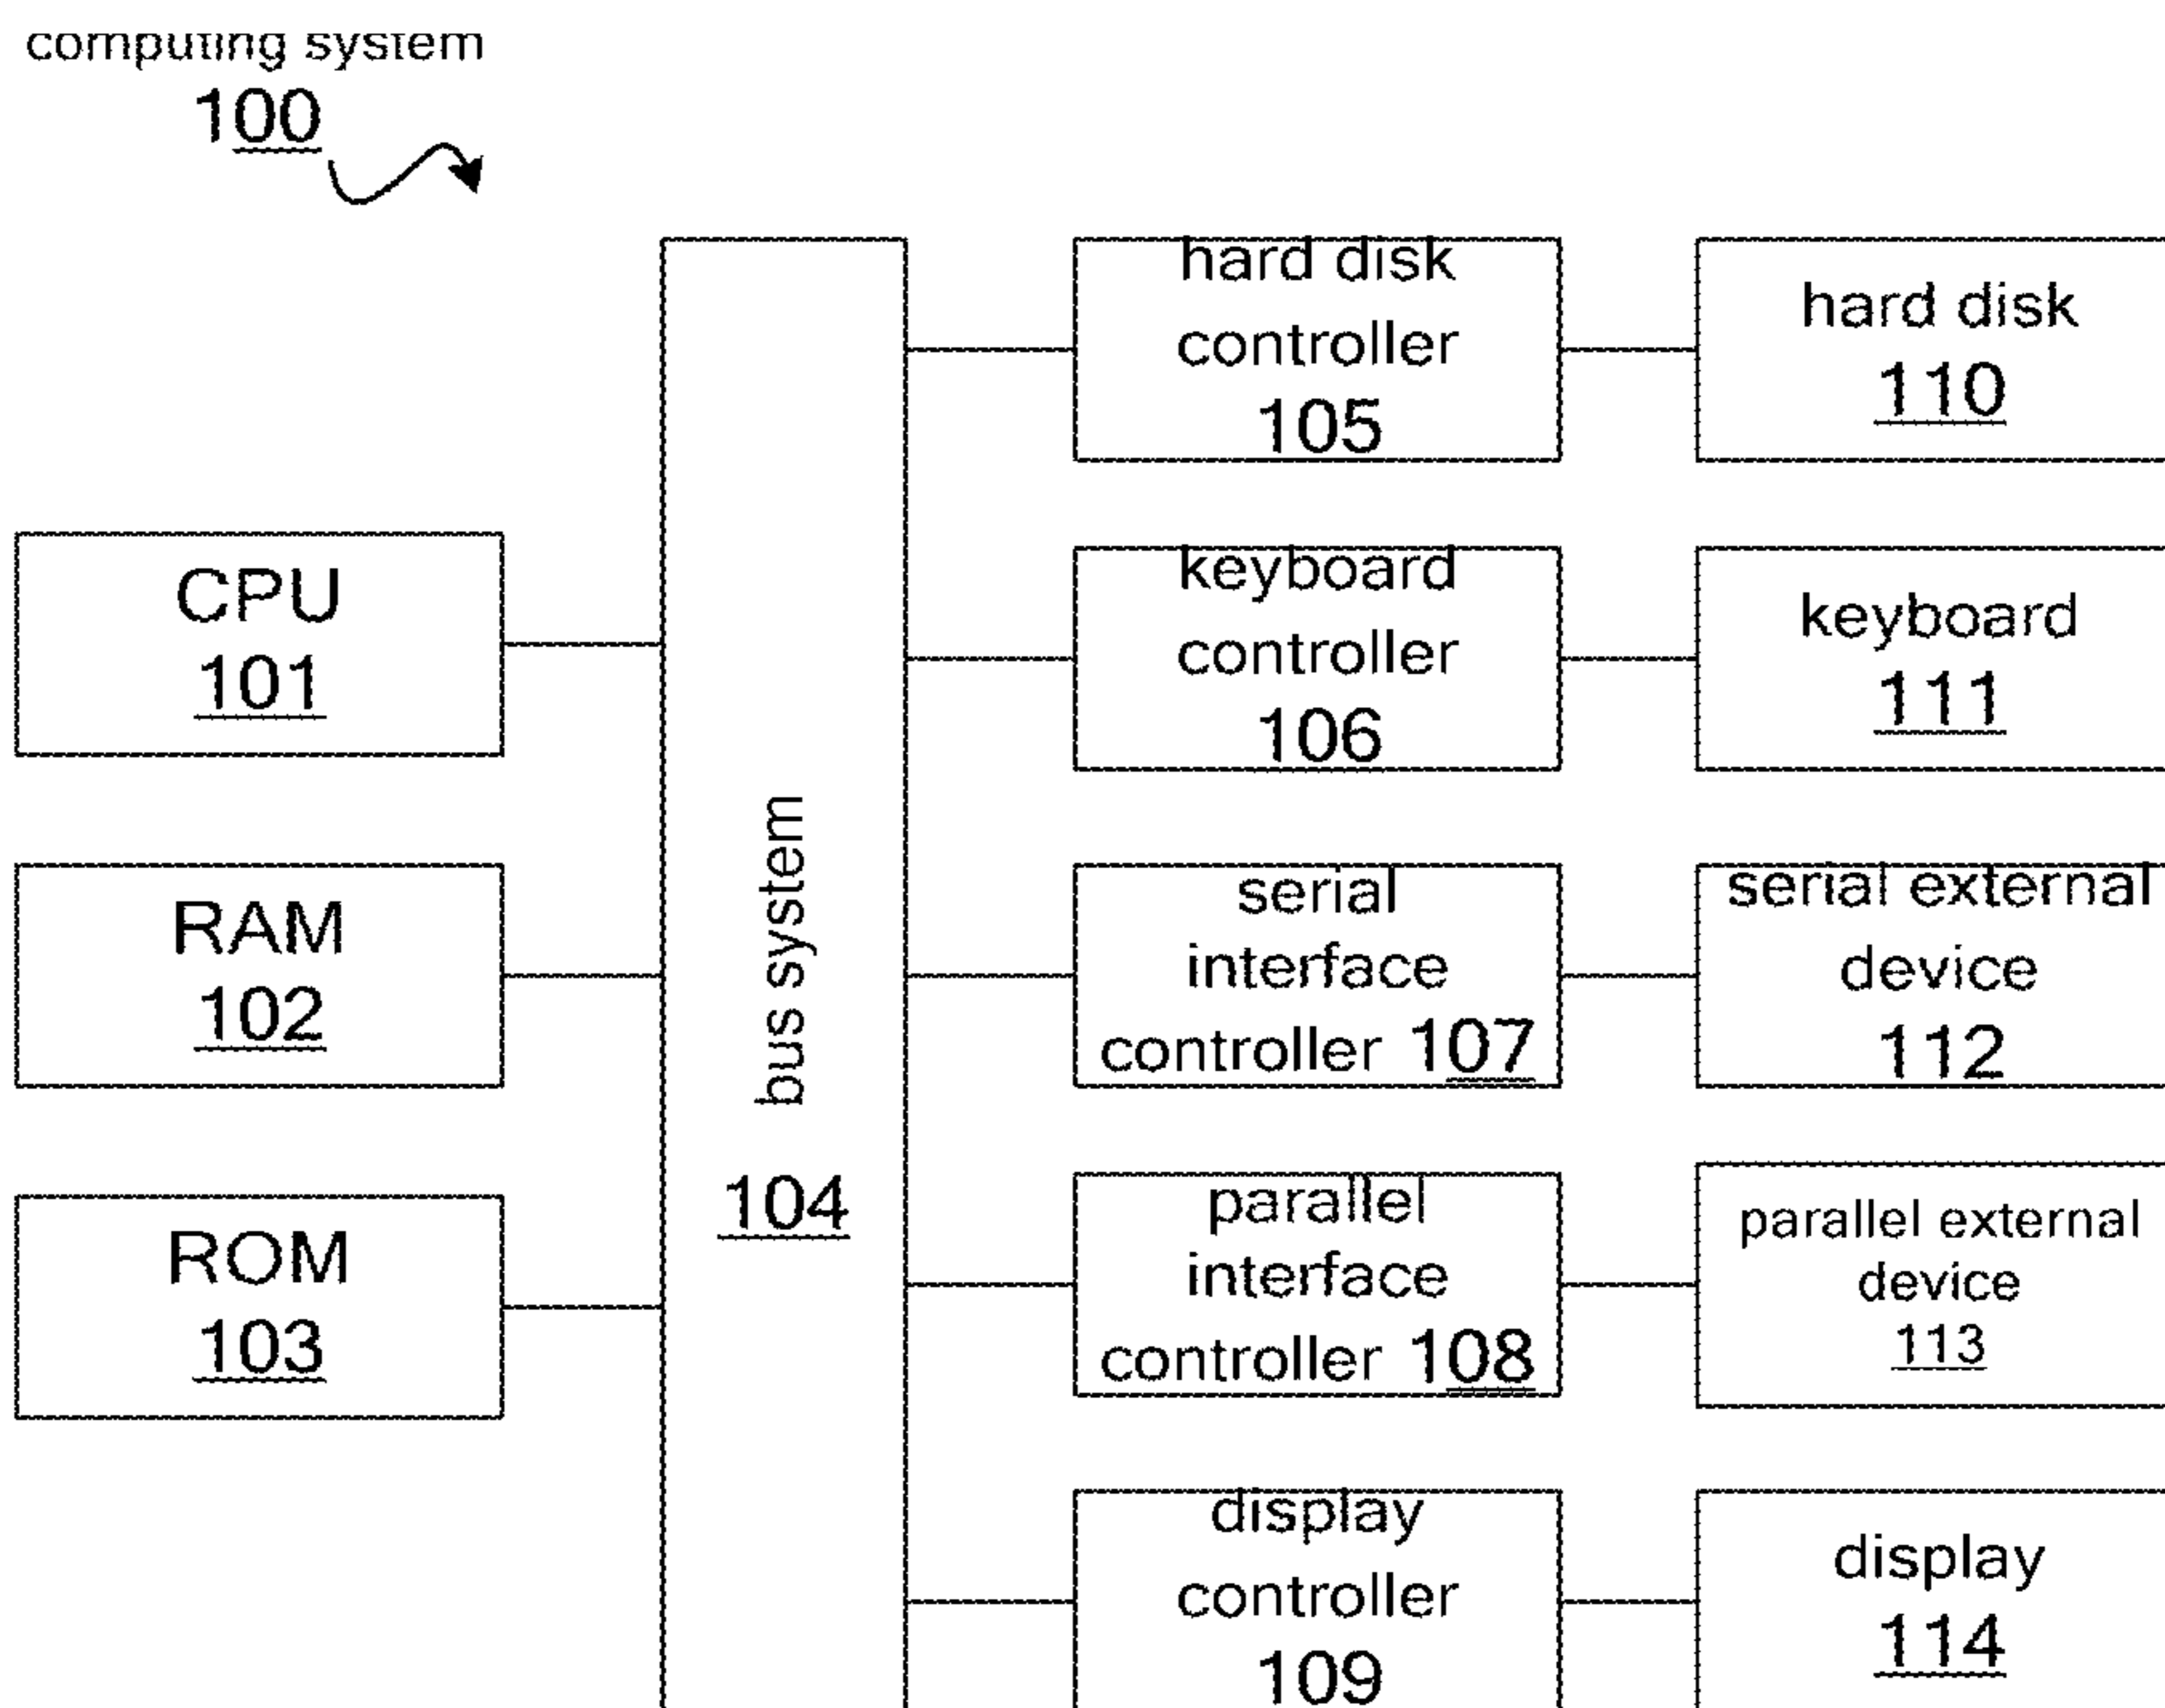 computing system
100
hard disk
controller
105
hard disk
110
CPU
101
keyboard
controller
106
keyboard
111
RAM
102
bus system
104
serial
interface
controller 107
serial external
device
112
ROM
103
parallel
interface
controller 108
parallel external
device
113
display
controller
109
display
114